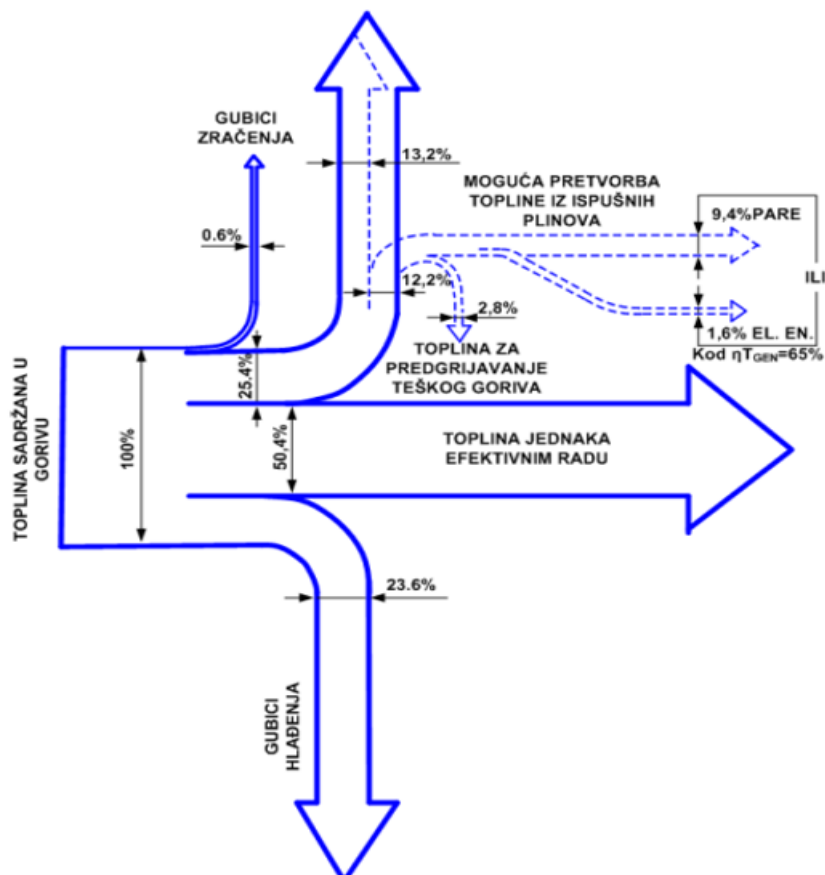 GUBICI
ZRAČENJA
13,2%
MOGUĆA PRETVORBA
TOPLINE IZ ISPUŠNIH
PLINOVA
9,4%PARE
0.6%
ILI
12,2%
2,8%
1,6% EL. EN.
Kod ηTGEN=65%
TOPLINA ZA
PREDGRIJAVANJE
TEŠKOG GORIVA
25.4%
TOPLINA SADRŽANA U
GORIVU
100%
50,4%
TOPLINA JEDNAKA
EFEKTIVNIM RADU
23.6%
GUBICI
HLAĐENJA